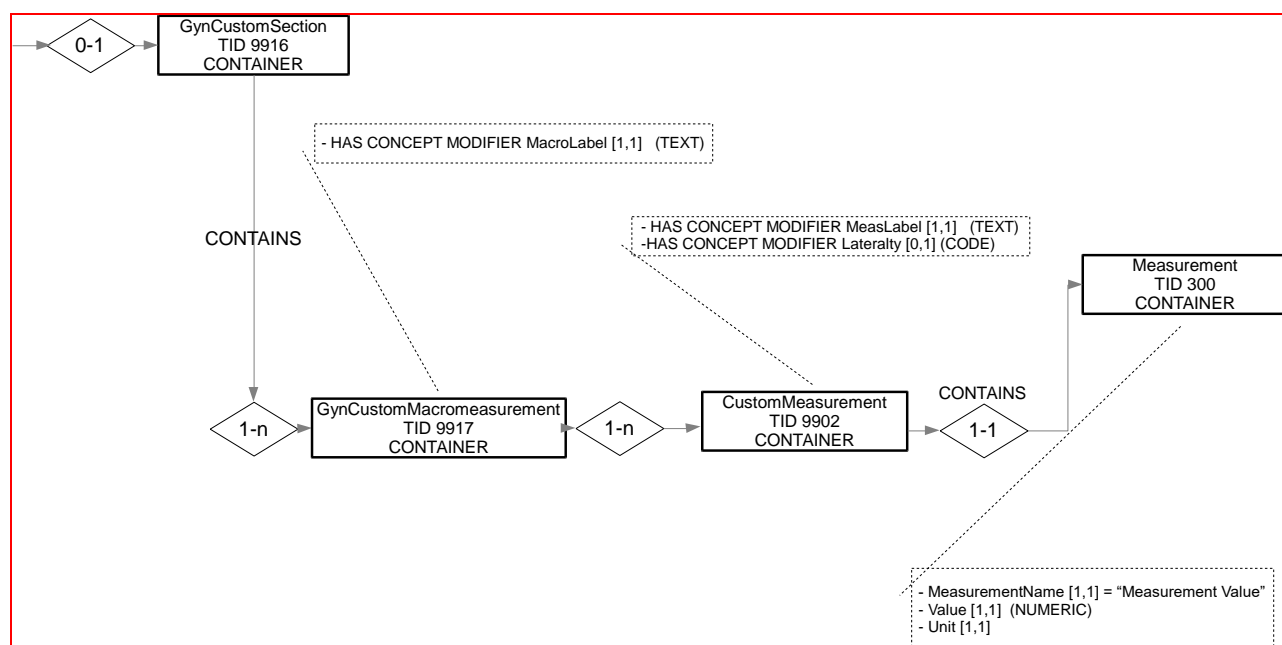 0-1
GynCustomSection
TID 9916
CONTAINER
- HAS CONCEPT MODIFIER MacroLabel [1,1]   (TEXT)
CONTAINS
- HAS CONCEPT MODIFIER MeasLabel [1,1]   (TEXT)
-HAS CONCEPT MODIFIER Lateralty [0,1] (CODE)
Measurement
TID 300
CONTAINER
1-n
GynCustomMacromeasurement
TID 9917
CONTAINER
1-n
CustomMeasurement
TID 9902
CONTAINER
CONTAINS
1-1
- MeasurementName [1,1] = “Measurement Value”
- Value [1,1]  (NUMERIC)
- Unit [1,1]